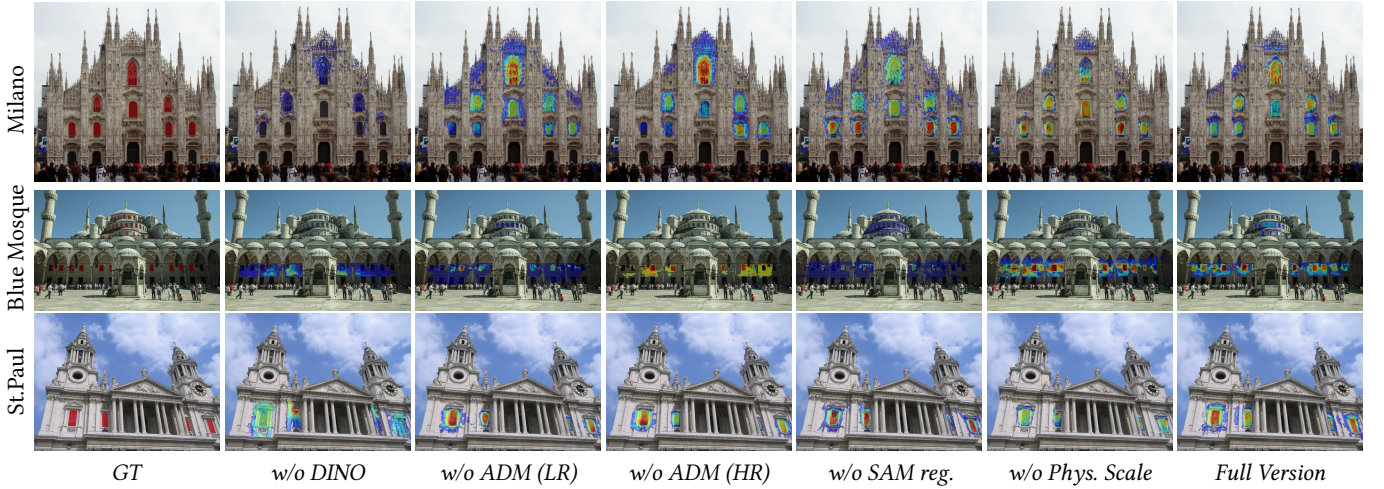 Milano
Blue Mosque
St.Paul
GT
w/o DINO
w/o ADM (LR)
w/o ADM (HR)
w/o SAM reg.
w/o Phys. Scale
Full Version